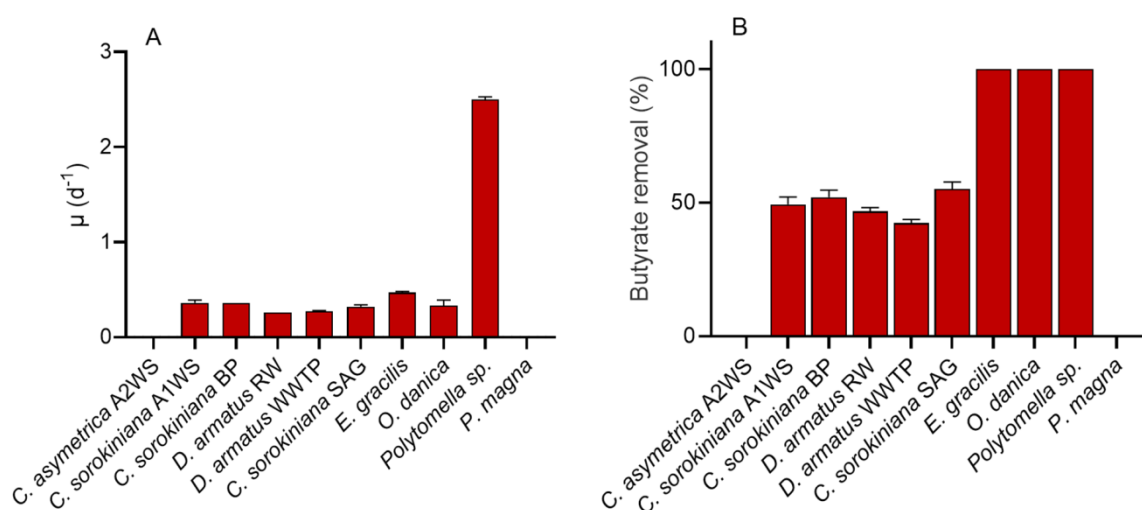 A
3
2
1
0
μ (d⁻¹)
C. asymetrica A2WS
C. sorokiniana A1WS
C. sorokiniana BP
D. armatus RW
D. armatus WWTP
C. sorokiniana SAG
E. gracilis
O. danica
Polytomella sp.
P. magna
B
100
50
0
Butyrate removal (%)
C. asymetrica A2WS
C. sorokiniana A1WS
C. sorokiniana BP
D. armatus RW
D. armatus WWTP
C. sorokiniana SAG
E. gracilis
O. danica
Polytomella sp.
P. magna